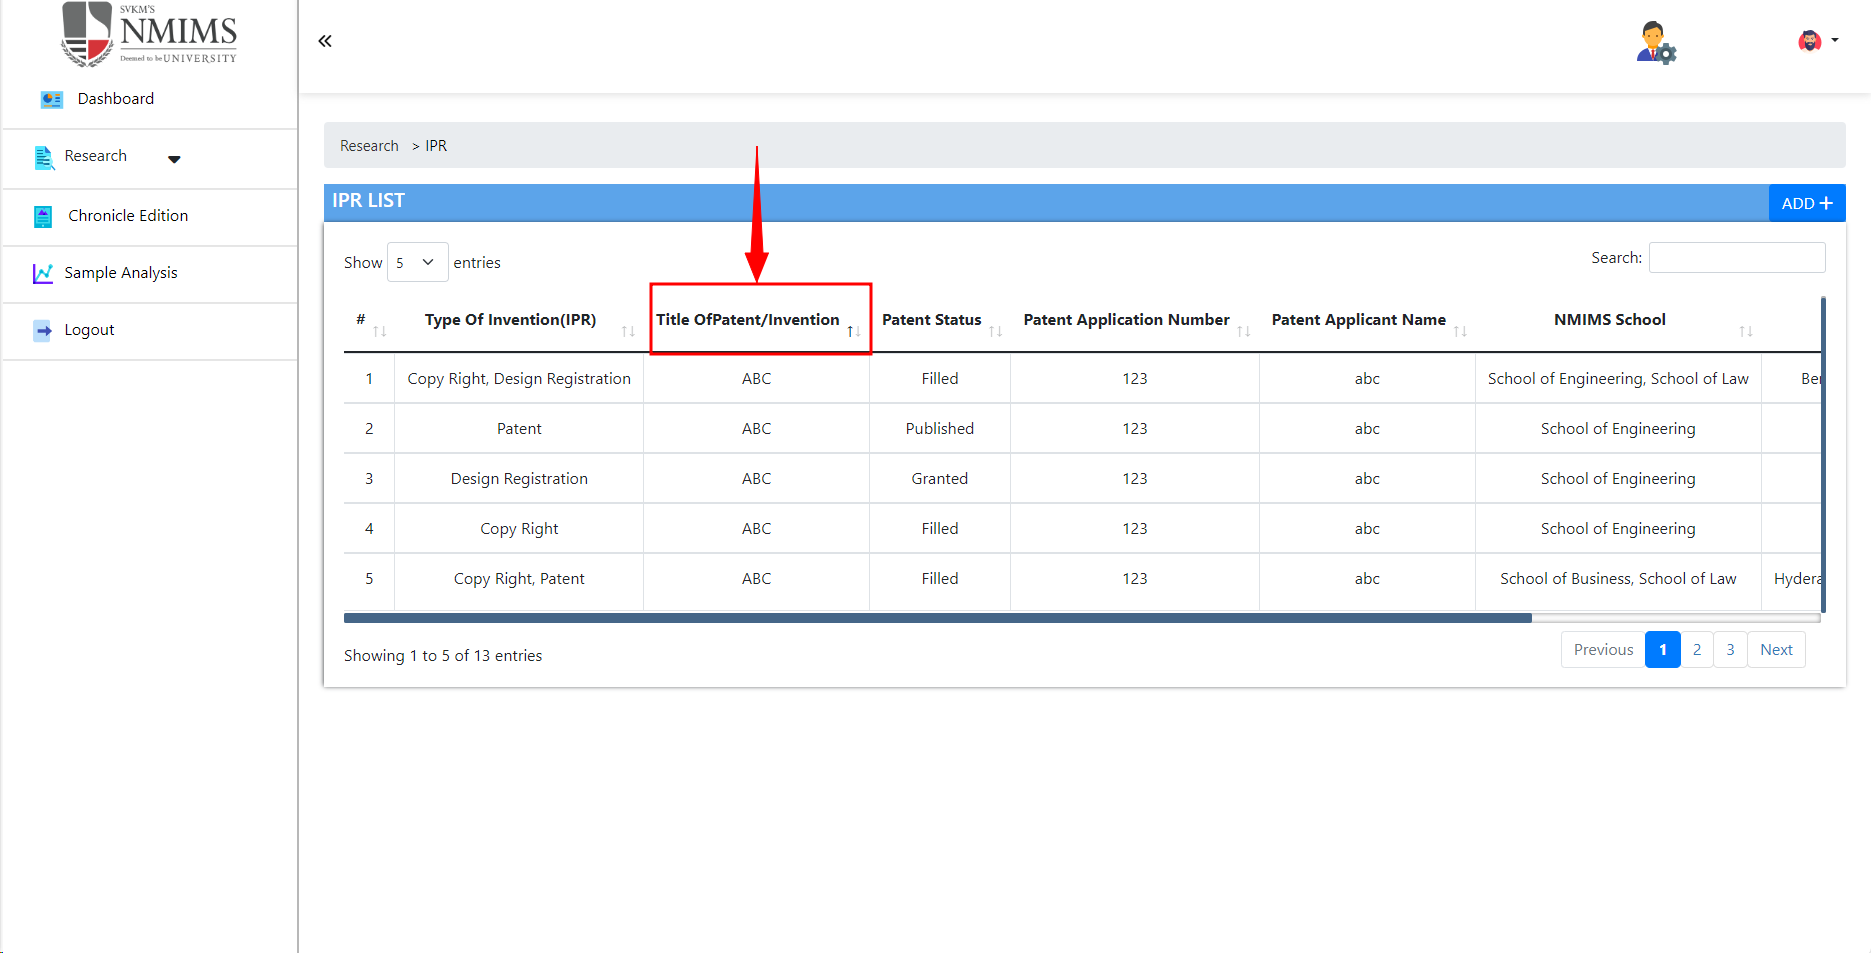 SVKM'S
NMIMS
Deemed to be UNIVERSITY
Dashboard
Research
Chronicle Edition
Sample Analysis
Logout
Research > IPR
IPR LIST
ADD +
Show 5 entries
Search:
# Type Of Invention(IPR) Title OfPatent/Invention Patent Status Patent Application Number Patent Applicant Name NMIMS School
1 Copy Right, Design Registration ABC Filled 123 abc School of Engineering, School of Law Ber
2 Patent ABC Published 123 abc School of Engineering
3 Design Registration ABC Granted 123 abc School of Engineering
4 Copy Right ABC Filled 123 abc School of Engineering
5 Copy Right, Patent ABC Filled 123 abc School of Business, School of Law Hydera
Showing 1 to 5 of 13 entries
Previous 1 2 3 Next